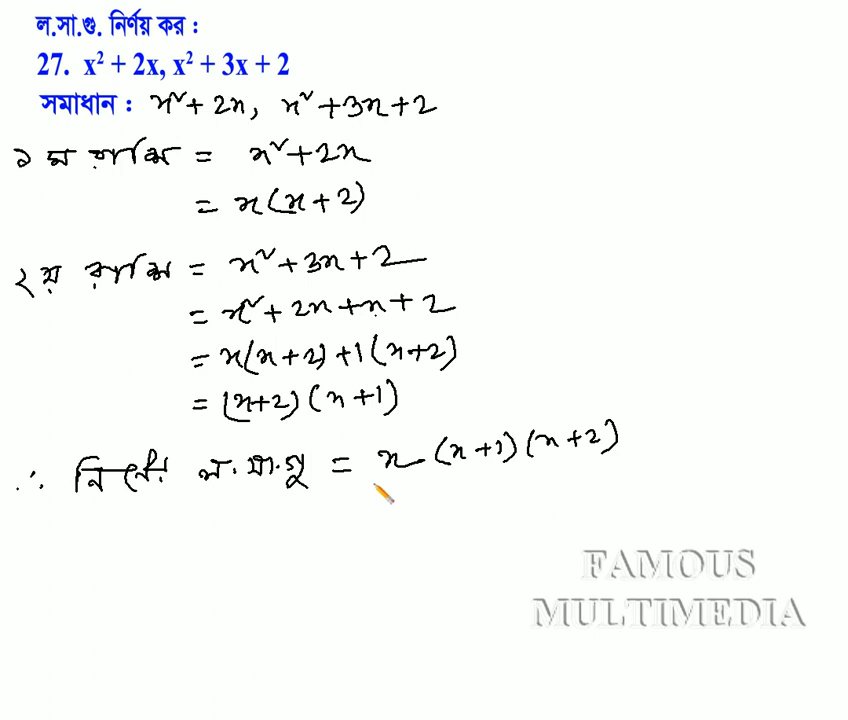 ল.সা.গু. নির্ণয় কর :
27. x² + 2x, x² + 3x + 2
সমাধান : x² + 2x, x² + 3x + 2
১ম রাশি = x² + 2x
= x(x + 2)
২য় রাশি = x² + 3x + 2
= x² + 2x + x + 2
= x(x + 2) + 1(x + 2)
= (x + 2)(x + 1)
∴ নির্ণেয় ল.সা.গু = x (x + 1)(x + 2)
FAMOUS
MULTIMEDIA